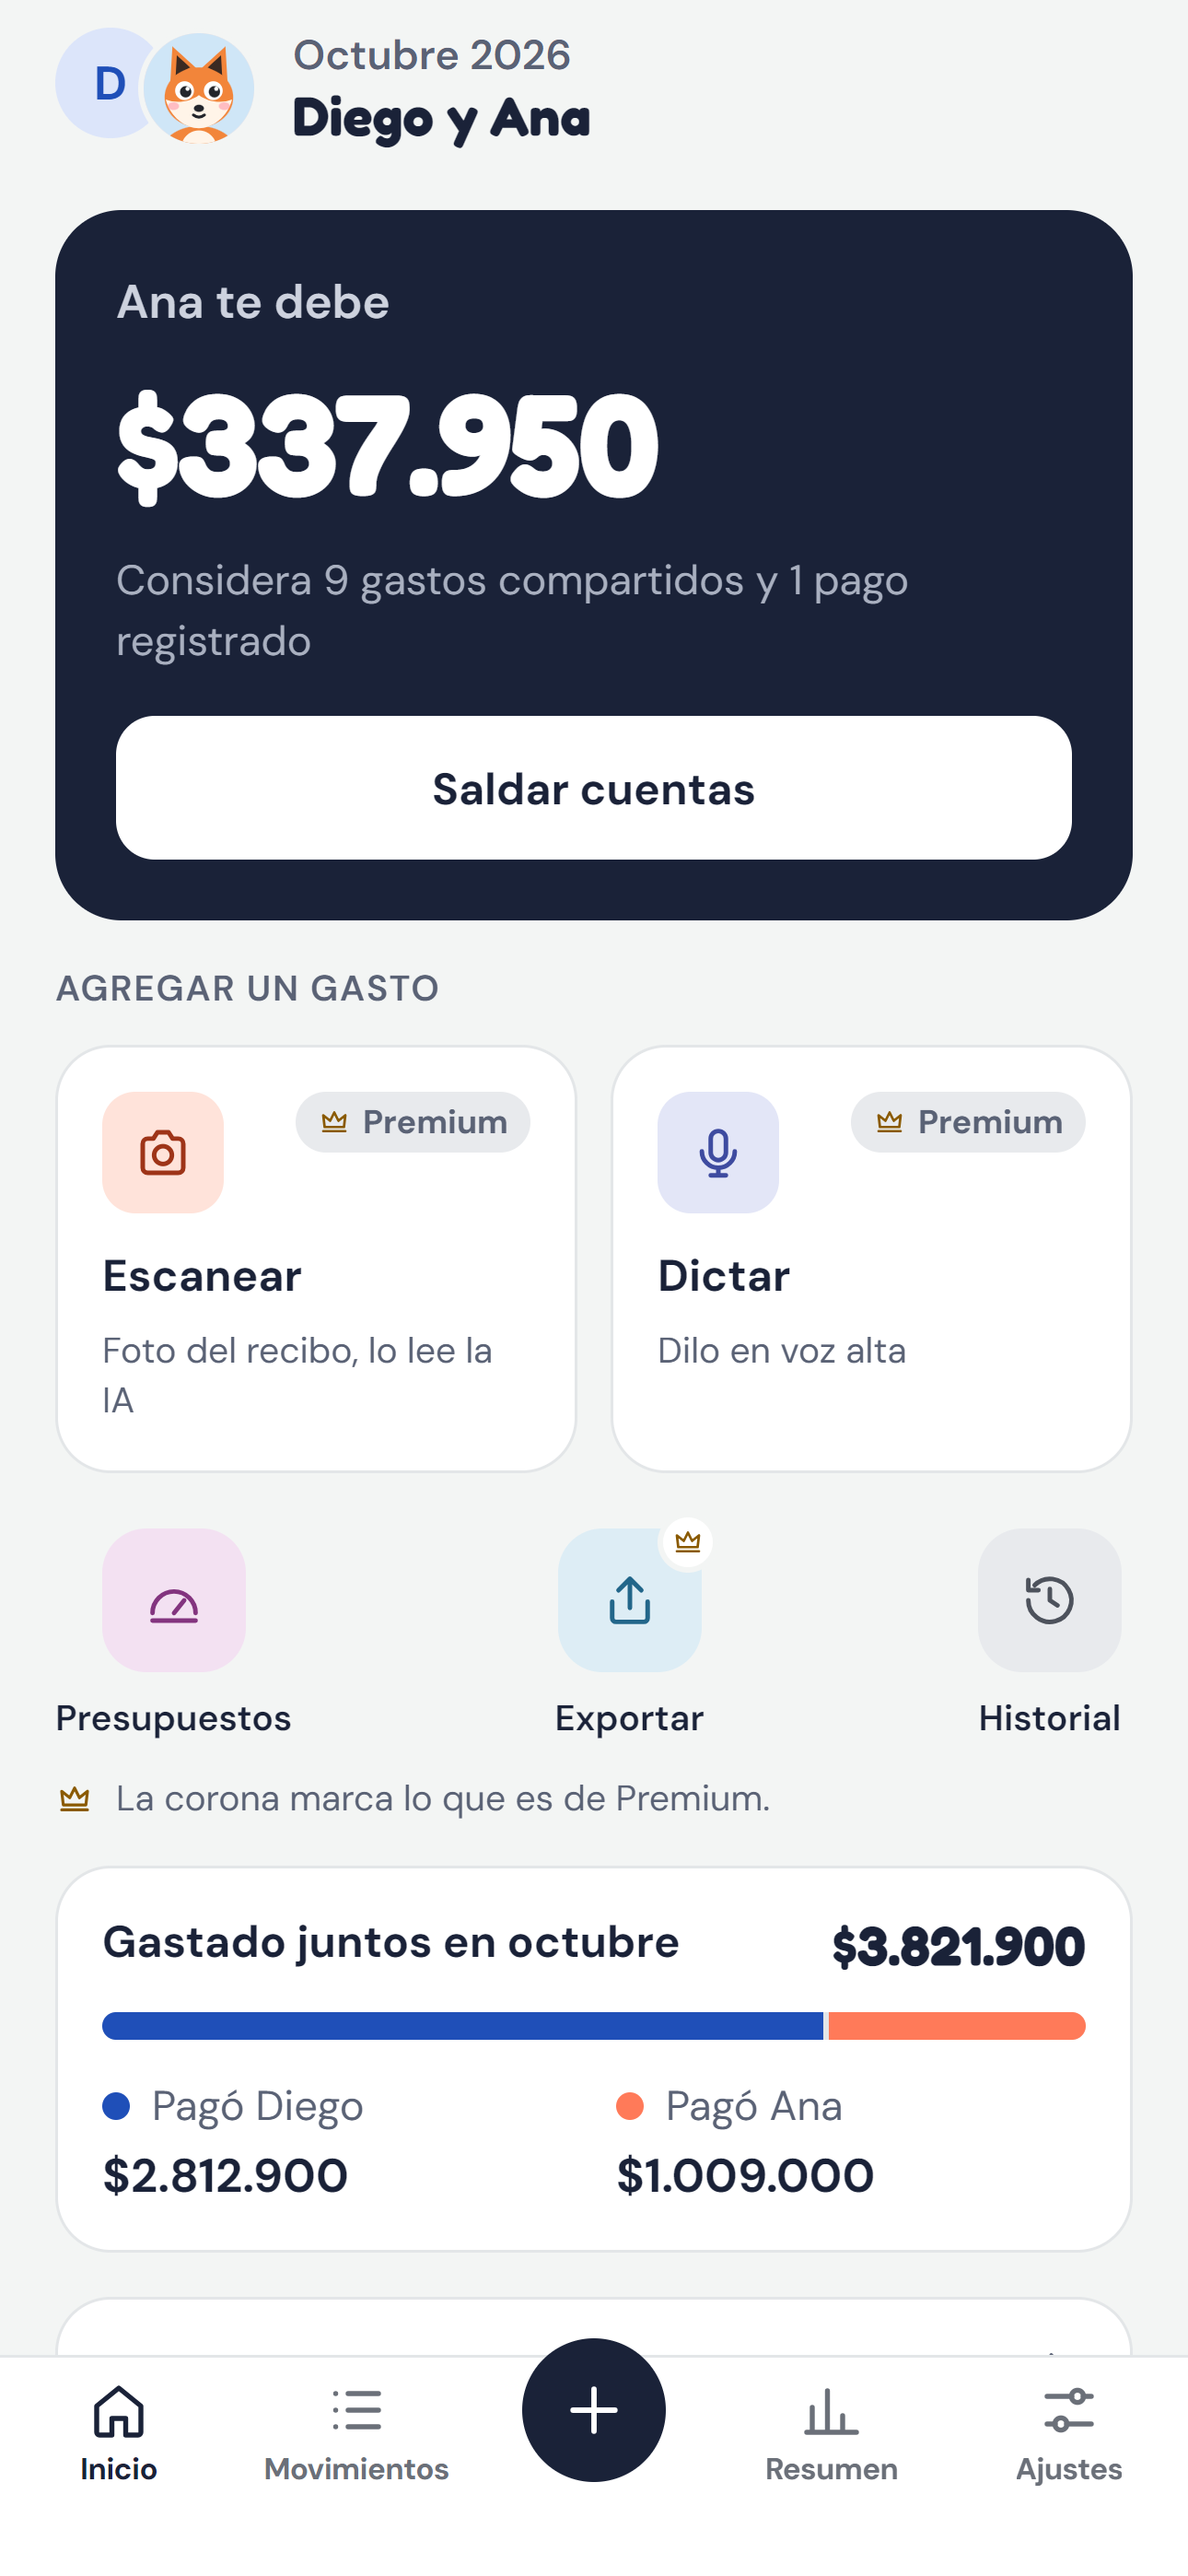 D
Octubre 2026
Diego y Ana
Ana te debe
$337.950
Considera 9 gastos compartidos y 1 pago
registrado
Saldar cuentas
AGREGAR UN GASTO
Premium
Escanear
Foto del recibo, lo lee la
IA
Premium
Dictar
Dilo en voz alta
Presupuestos
Exportar
Historial
La corona marca lo que es de Premium.
Gastado juntos en octubre
$3.821.900
Pagó Diego
$2.812.900
Pagó Ana
$1.009.000
Inicio
Movimientos
Resumen
Ajustes